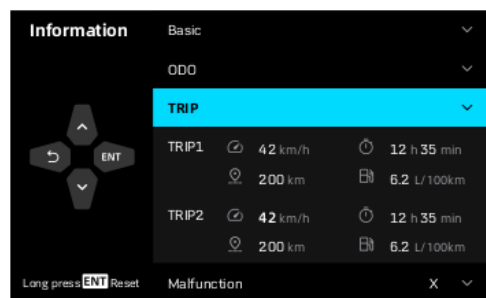 Information
Basic
ODO
TRIP
ENT
TRIP1 42 km/h 12 h 35 min
200 km 6.2 L/100km
TRIP2 42 km/h 12 h 35 min
200 km 6.2 L/100km
Long press ENT Reset
Malfunction X